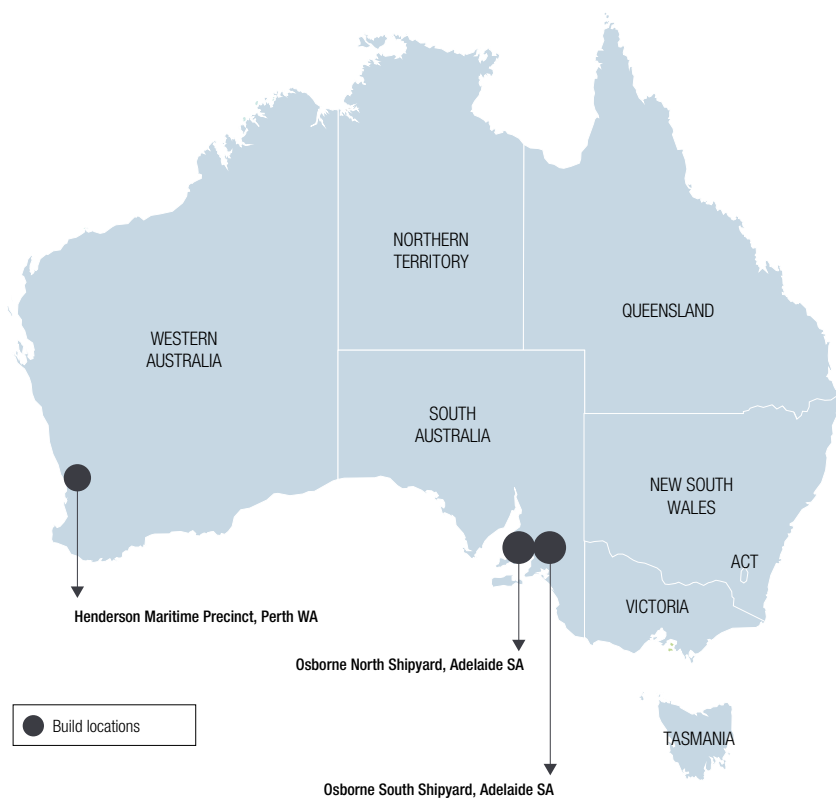 NORTHERN
TERRITORY
QUEENSLAND
WESTERN
AUSTRALIA
SOUTH
AUSTRALIA
NEW SOUTH
WALES
ACT
VICTORIA
Henderson Maritime Precinct, Perth WA
Osborne North Shipyard, Adelaide SA
Build locations
TASMANIA
Osborne South Shipyard, Adelaide SA